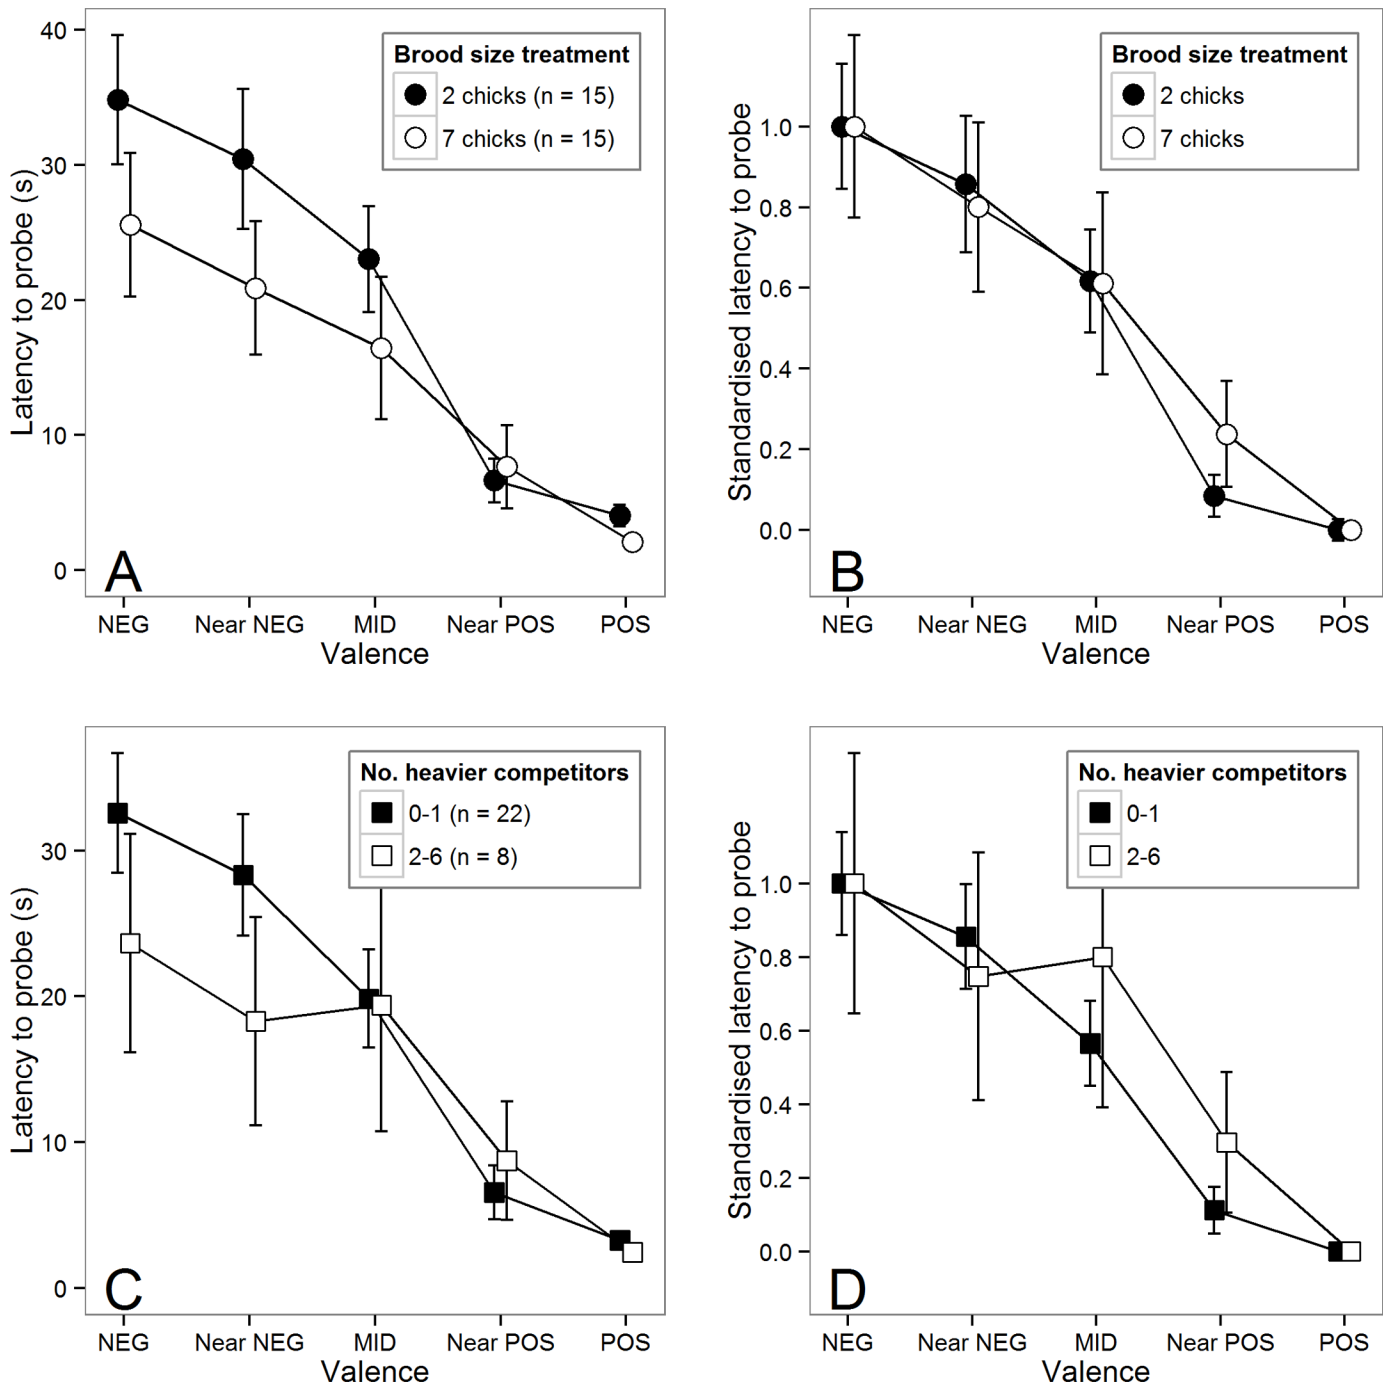 40
30
20
10
0
Latency to probe (s)
Brood size treatment
2 chicks (n = 15)
7 chicks (n = 15)
A
NEG Near NEG MID Near POS POS
Valence
1.0
0.8
0.6
0.4
0.2
0.0
Standardised latency to probe
Brood size treatment
2 chicks
7 chicks
B
NEG Near NEG MID Near POS POS
Valence
30
20
10
0
Latency to probe (s)
No. heavier competitors
0-1 (n = 22)
2-6 (n = 8)
C
NEG Near NEG MID Near POS POS
Valence
1.0
0.8
0.6
0.4
0.2
0.0
Standardised latency to probe
No. heavier competitors
0-1
2-6
D
NEG Near NEG MID Near POS POS
Valence